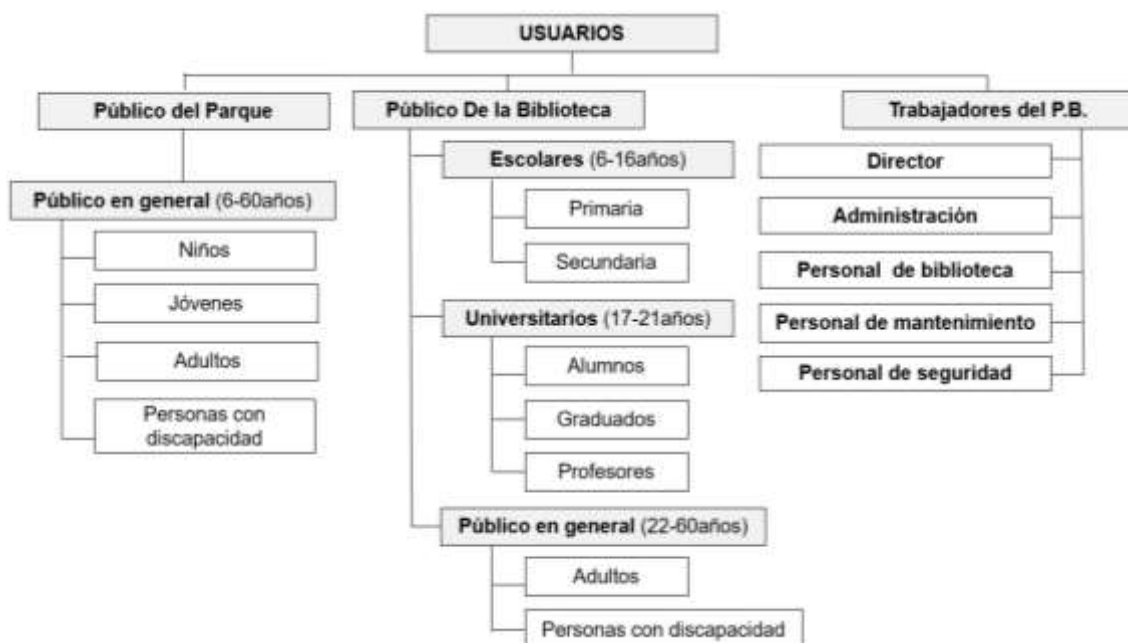 USUARIOS
Público del Parque
Público en general (6-60años)
Niños
Jóvenes
Adultos
Personas con
discapacidad
Público De la Biblioteca
Escolares (6-16años)
Primaria
Secundaria
Universitarios (17-21años)
Alumnos
Graduados
Profesores
Público en general (22-60años)
Adultos
Personas con discapacidad
Trabajadores del P.B.
Director
Administración
Personal de biblioteca
Personal de mantenimiento
Personal de seguridad